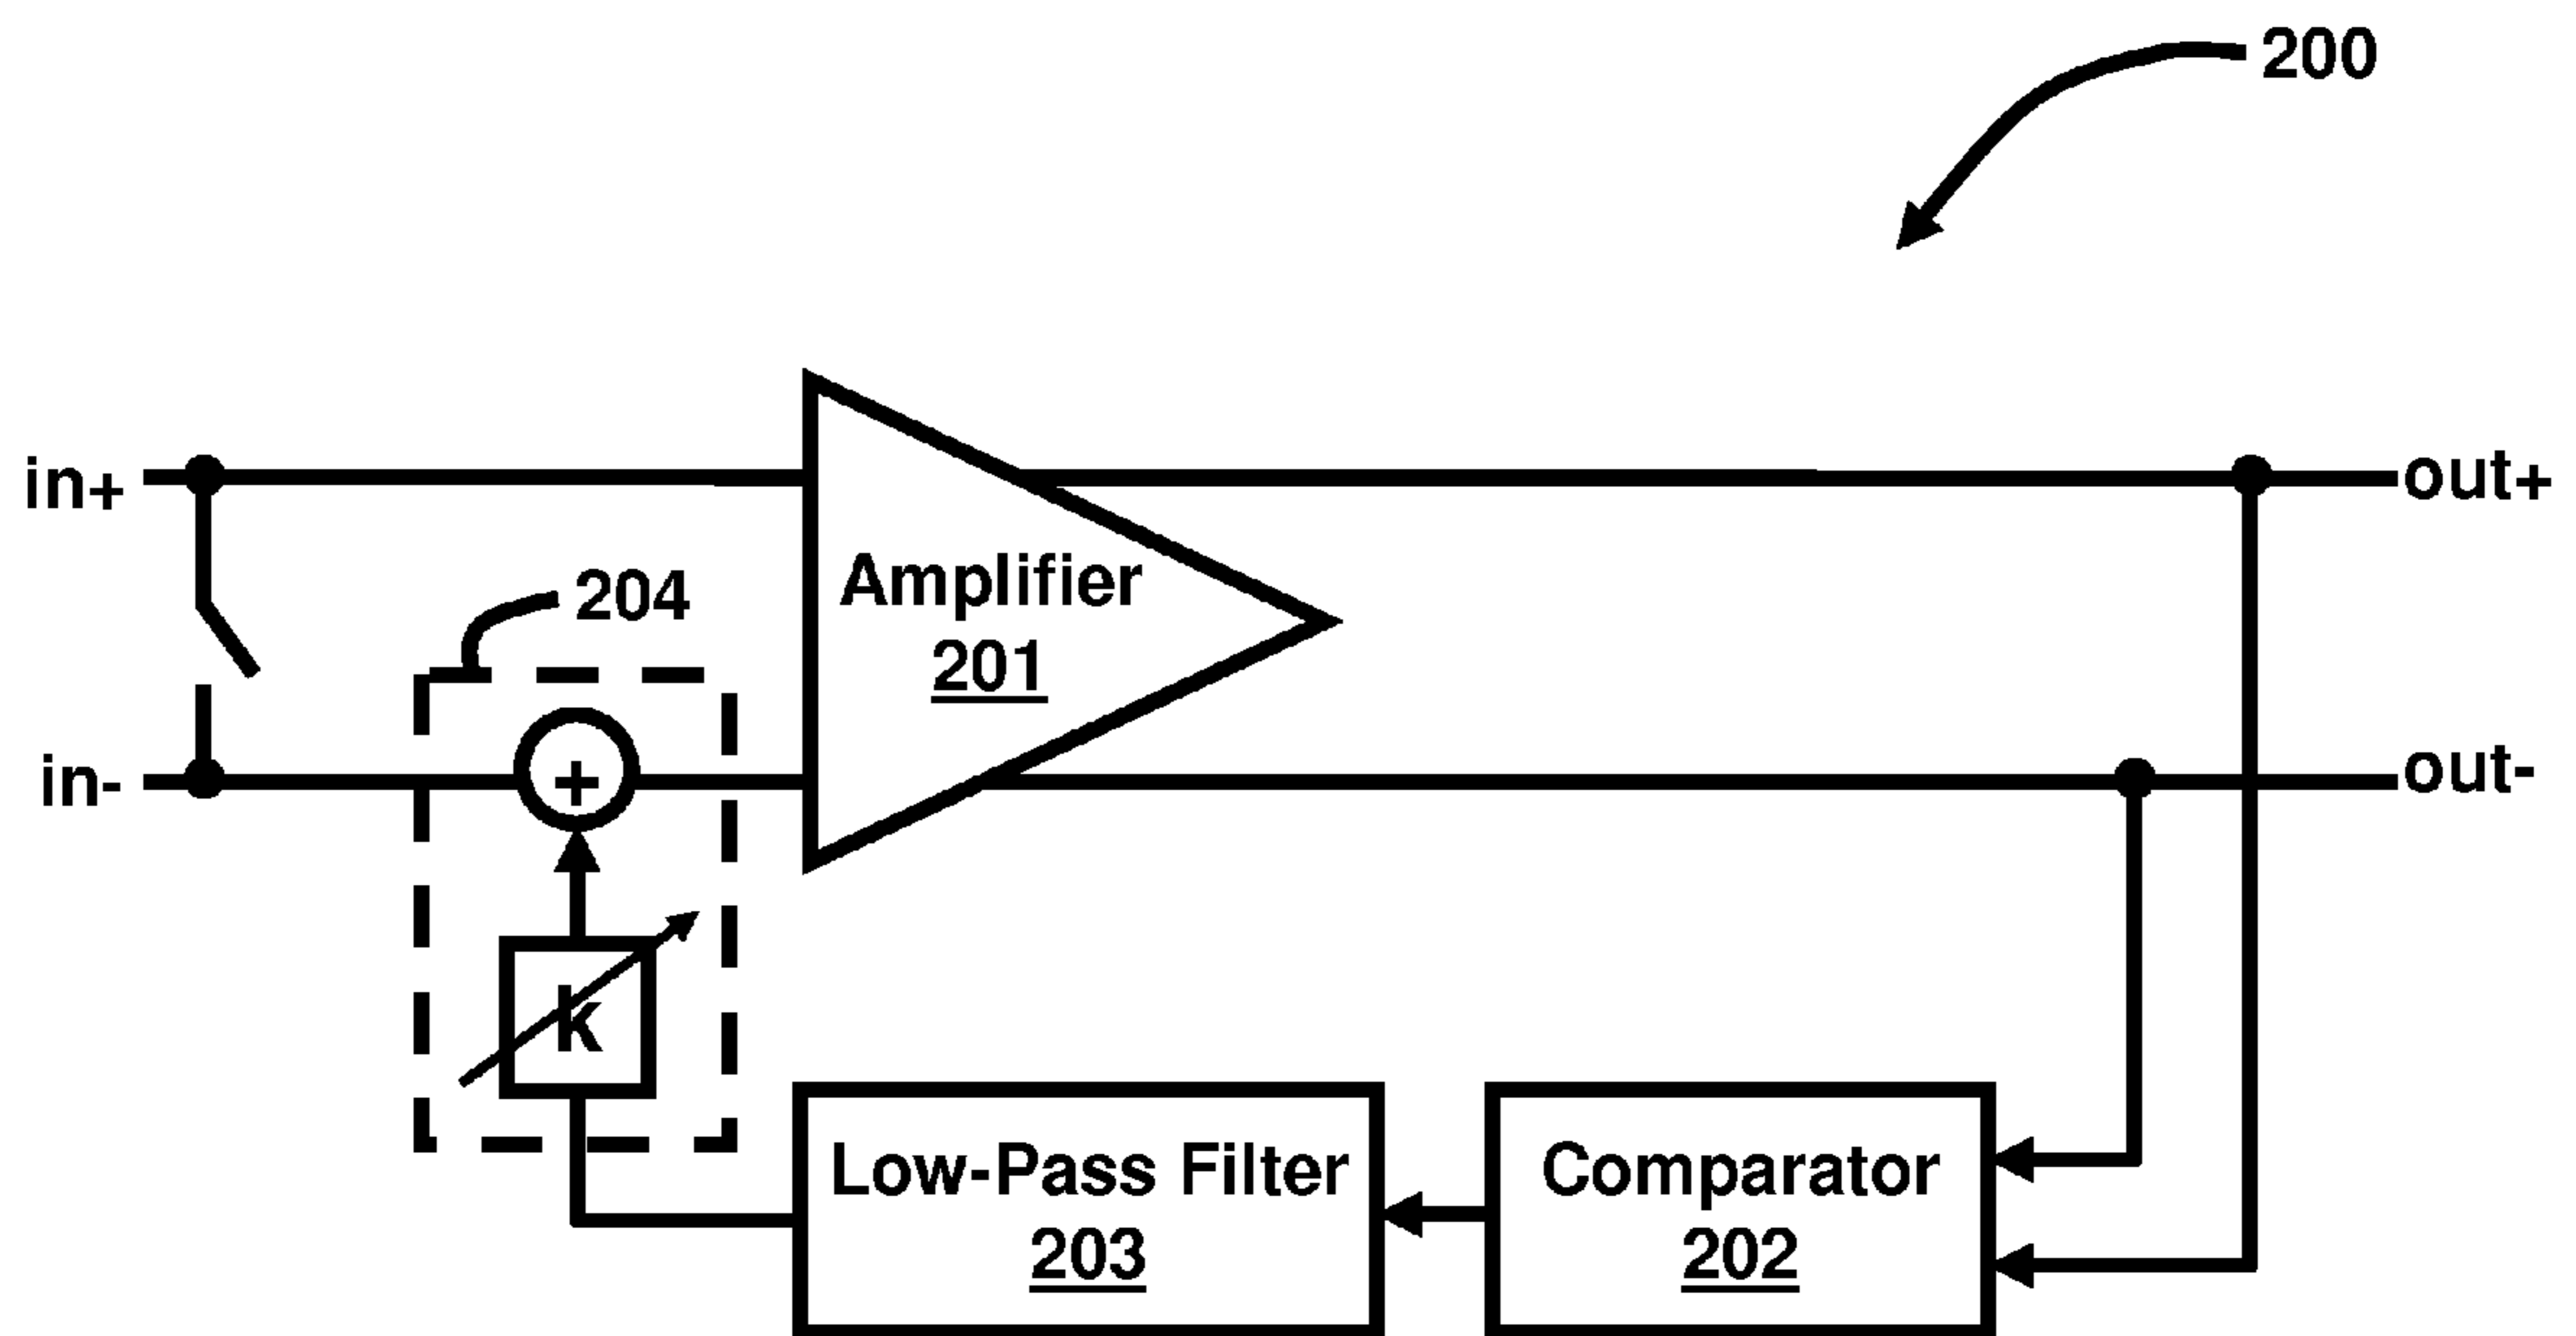 200
in+
out+
204
Amplifier
201
in-
+
out-
k
Low-Pass Filter
203
Comparator
202